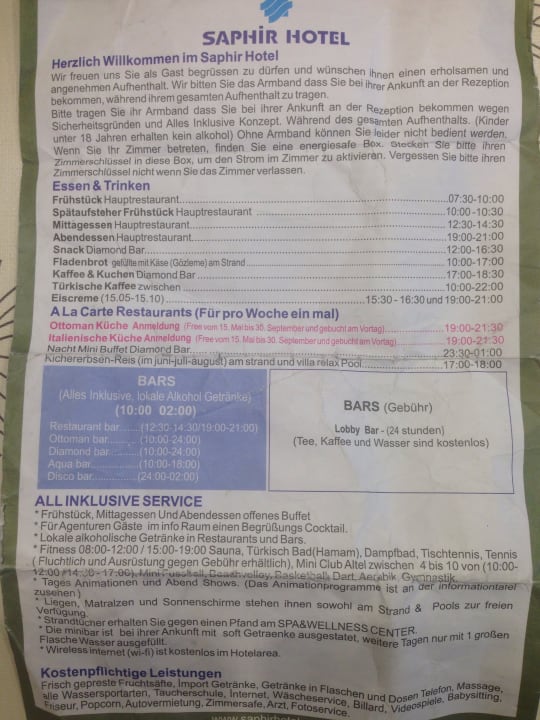 SAPHIR HOTEL
Herzlich Willkommen im Saphir Hotel
Wir freuen uns Sie als Gast begrüssen zu dürfen und wünschen ihnen einen erholsamen und
angenehmen Aufenthalt. Wir bitten Sie das Armband dass Sie bei ihrer Ankunft an der Rezeption
bekommen, während ihrem gesamten Aufenthalt zu tragen.
Bitte tragen Sie ihr Armband dass Sie bei ihrer Ankunft an der Rezeption bekommen wegen
Sicherheitsgründen und Alles Inklusive Konzept. Während des gesamten Aufenthalts. (Kinder
unter 18 Jahren erhalten kein alkohol) Ohne Armband können Sie leider nicht bedient werden.
Wenn Sie Ihr Zimmer betreten, finden Sie eine energiesafe Box. Stecken Sie bitte ihren
Zimmerschlüssel in diese Box, um den Strom im Zimmer zu aktivieren. Vergessen Sie bitte ihren
Zimmerschlüssel nicht wenn Sie das Zimmer verlassen.
Essen & Trinken
Frühstück Hauptrestaurant...07:30-10:00
Spätaufsteher Frühstück Hauptrestaurant ...10:00-10:30
Mittagessen Hauptrestaurant...12:30-14:30
Abendessen Hauptrestaurant...19:00-21:00
Snack Diamond Bar...12:00-16:30
Fladenbrot gefüllte mit Käse (Gözleme) am Strand...10:00-17:00
Kaffee & Kuchen Diamond Bar...17:00-18:30
Türkische Kaffee zwischen...10:00-22:00
Eiscreme (15.05-15.10)...15:30 - 16:30 und 19:00-21:00
A La Carte Restaurants (Für pro Woche ein mal)
Ottoman Küche Anmeldung (Free vom 15. Mai bis 30. September und gebucht am Vortag)...19:00-21:30
Italienische Küche Anmeldung (Free vom 15. Mai bis 30. September und gebucht am Vortag)...19:00-21:30
Nacht Mini Buffet Diamond Bar...23:30-01:00
Kichererbsen-Reis (im juni-juli-august) am strand und villa relax Pool...17:00-18:00
BARS
(Alles Inklusive, lokale Alkohol Getränke)
(10:00 02:00)
Restaurant bar...(12:30-14:30/19:00-21:00)
Ottoman bar...(10:00-24:00)
Diamond bar...(10:00-24:00)
Aqua bar...(10:00-18:00)
Disco bar...(24:00-02:00)
BARS (Gebühr)
Lobby Bar - (24 stunden)
(Tee, Kaffee und Wasser sind kostenlos)
ALL INKLUSIVE SERVICE
* Frühstück, Mittagessen Und Abendessen offenes Buffet
* Für Agenturen Gäste im info Raum einen Begrüßungs Cocktail.
* Lokale alkoholische Getränke in Restaurants und Bars.
* Fitness 08:00-12:00 / 15:00-19:00 Sauna, Türkisch Bad(Hamam), Dampfbad, Tischtennis, Tennis
( Fluchtlicht und Ausrüstung gegen Gebühr erhältlich), Mini Club Altel zwischen 4 bis 10 von (10:00-
12:00 /14:30 -17:00), Mini Fussball, Beachvolley, Basketball, Dart, Aerobik, Gymnastik.
* Tages Animationen und Abend Shows. (Das Animationprogramme ist an der informationtafel
zusehen )
* Liegen, Matratzen und Sonnenschirme stehen ihnen sowohl am Strand & Pools zur freien
Verfügung.
* Strandtücher erhalten Sie gegen einen Pfand am SPA&WELLNESS CENTER.
* Die minibar ist bei ihrer Ankunft mit soft Getraenke ausgestattet, weitere Tagen nur mit 1 großen
Flasche Wasser ausgefüllt.
* Wireless internet (wi-fi) ist kostenlos im Hotelarea.
Kostenpflichtige Leistungen
Frisch gepreste Fruchtsäfte, Import Getränke, Getränke in Flaschen und Dosen Telefon, Massage,
alle Wassersportarten, Taucherschule, Internet, Wäscheservice, Billard, Videospiele, Babysitting,
Friseur, Popcorn, Autovermietung, Zimmersafe, Arzt, Fotoservice.